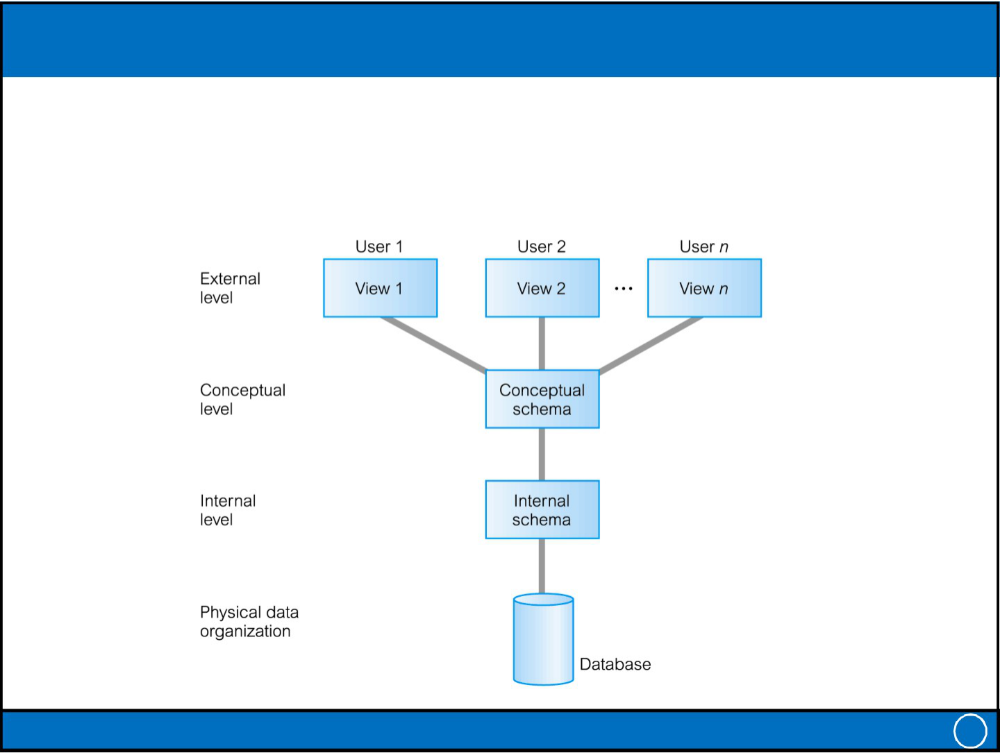 User 1
User 2
User n
External
level
View 1
View 2
...
View n
Conceptual
level
Conceptual
schema
Internal
level
Internal
schema
Physical data
organization
Database